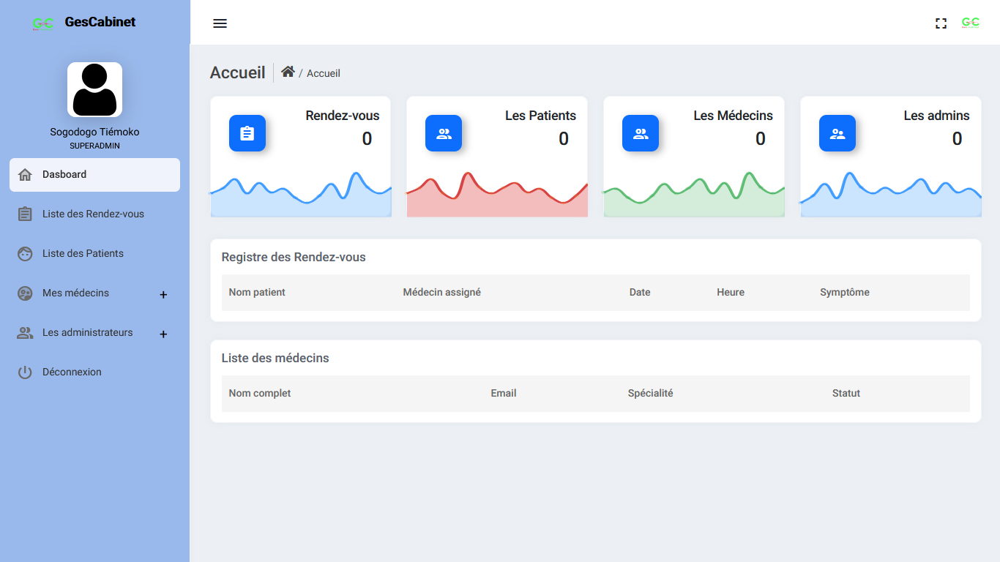 GC GesCabinet
Sogodogo Tiémoko
SUPERADMIN
Dasboard
Liste des Rendez-vous
Liste des Patients
Mes médecins +
Les administrateurs +
Déconnexion
GC
Accueil / Accueil
Rendez-vous
0
Les Patients
0
Les Médecins
0
Les admins
0
Registre des Rendez-vous
Nom patient Médecin assigné Date Heure Symptôme
Liste des médecins
Nom complet Email Spécialité Statut